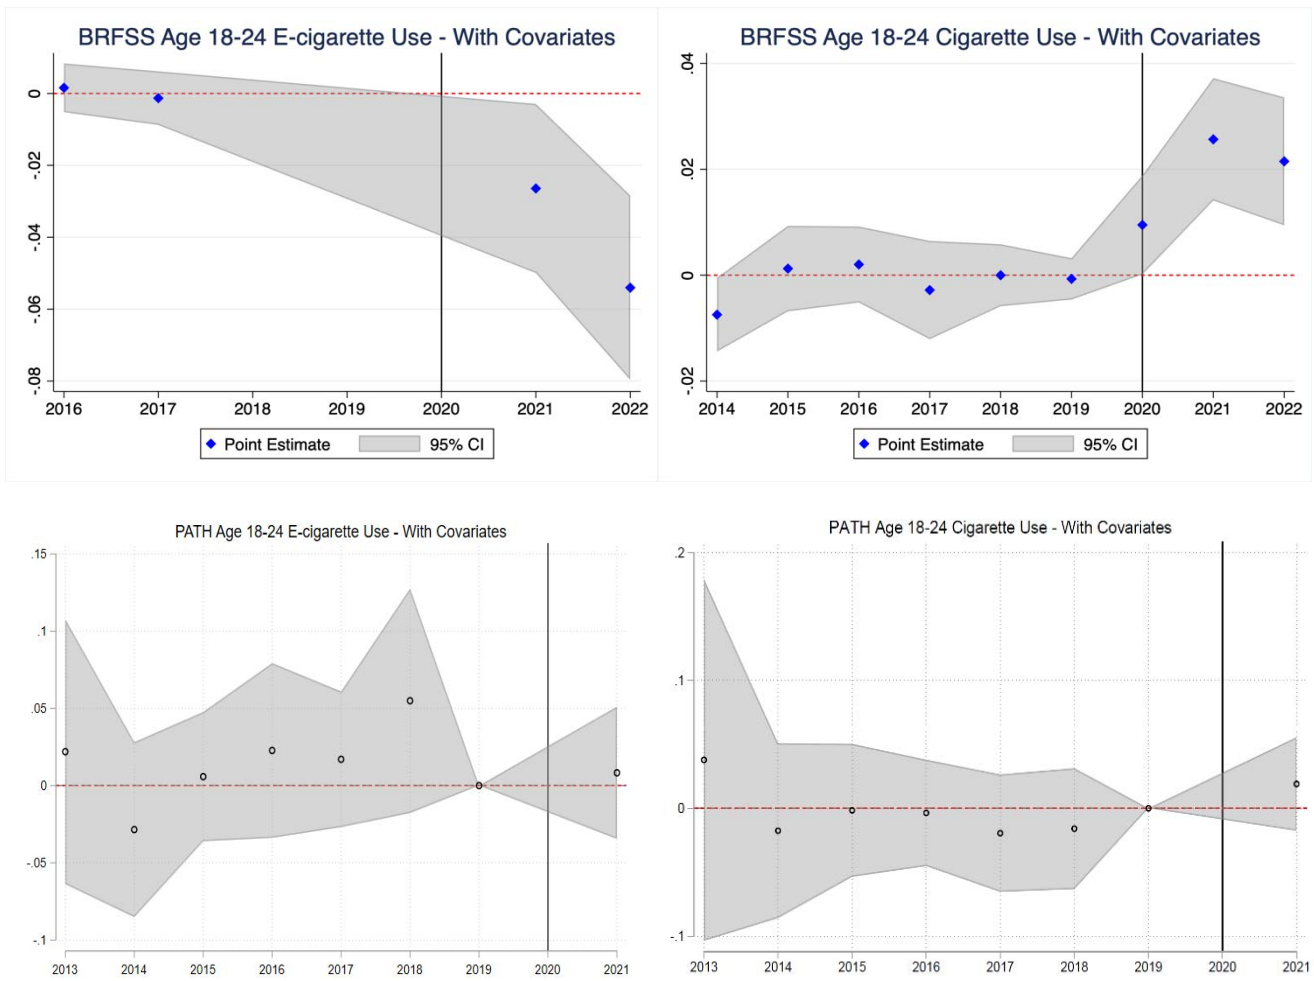 BRFSS Age 18-24 E-cigarette Use - With Covariates
0
-.02
-.04
-.06
-.08
2016 2017 2018 2019 2020 2021 2022
Point Estimate 95% CI
BRFSS Age 18-24 Cigarette Use - With Covariates
.04
.02
0
-.02
2014 2015 2016 2017 2018 2019 2020 2021 2022
Point Estimate 95% CI
PATH Age 18-24 E-cigarette Use - With Covariates
.15
.1
.05
0
-.05
-.1
2013 2014 2015 2016 2017 2018 2019 2020 2021
PATH Age 18-24 Cigarette Use - With Covariates
.2
.1
0
-.1
2013 2014 2015 2016 2017 2018 2019 2020 2021